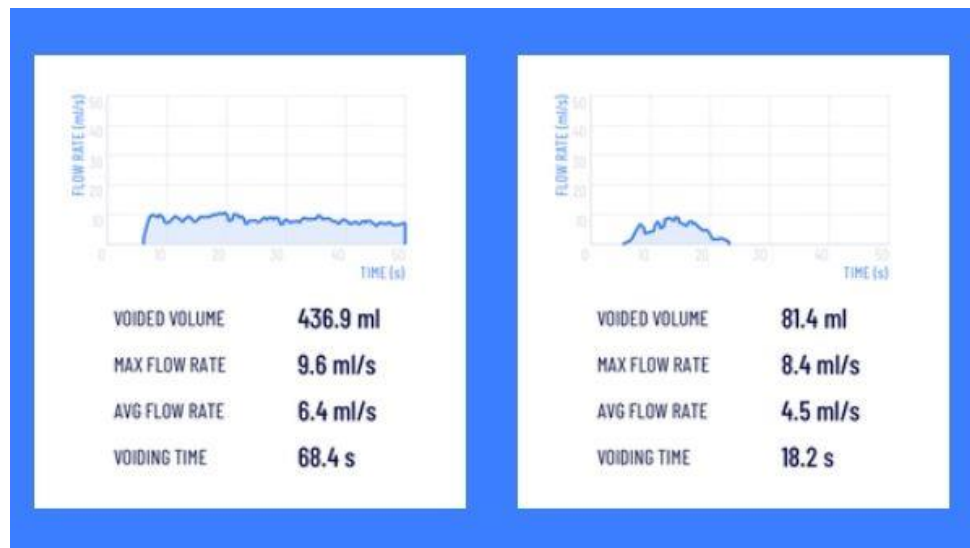 FLOW RATE (ml/s)
50
40
30
20
10
0 10 20 30 40 50
TIME (s)
VOIDED VOLUME 436.9 ml
MAX FLOW RATE 9.6 ml/s
AVG FLOW RATE 6.4 ml/s
VOIDING TIME 68.4 s
FLOW RATE (ml/s)
50
40
30
20
10
0 10 20 30 40 50
TIME (s)
VOIDED VOLUME 81.4 ml
MAX FLOW RATE 8.4 ml/s
AVG FLOW RATE 4.5 ml/s
VOIDING TIME 18.2 s